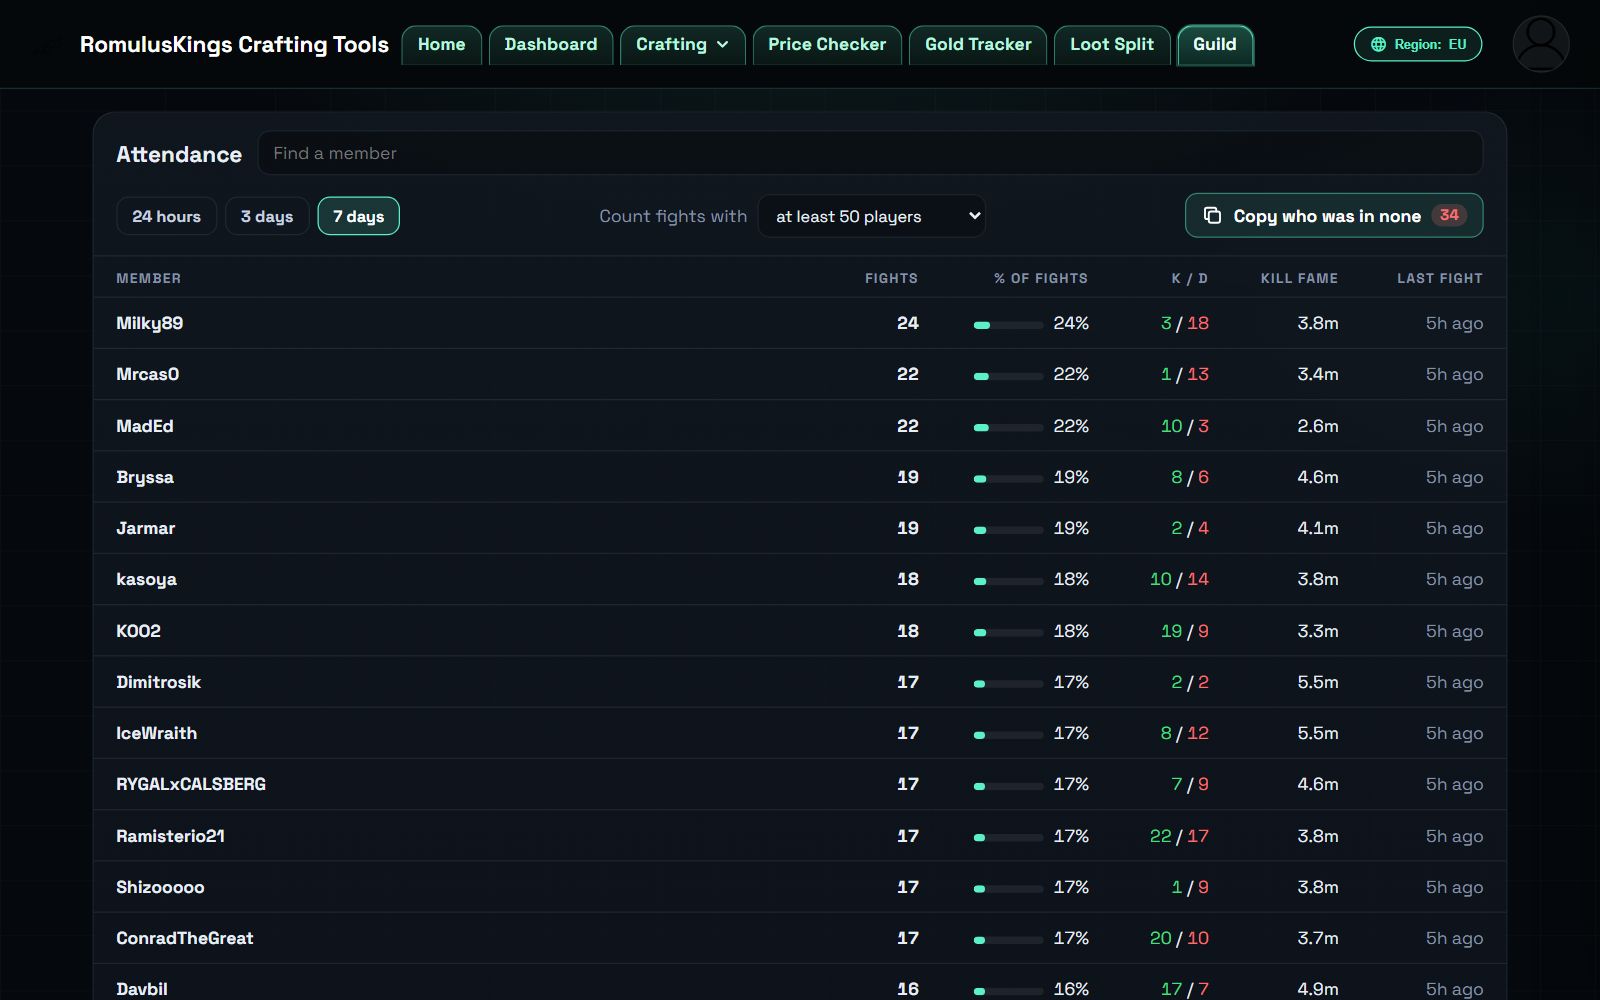 RomulusKings Crafting Tools Home Dashboard Crafting Price Checker Gold Tracker Loot Split Guild Region: EU
Attendance Find a member
24 hours 3 days 7 days Count fights with at least 50 players Copy who was in none 34
MEMBER FIGHTS % OF FIGHTS K / D KILL FAME LAST FIGHT
Milky89 24 24% 3 / 18 3.8m 5h ago
Mrcas0 22 22% 1 / 13 3.4m 5h ago
MadEd 22 22% 10 / 3 2.6m 5h ago
Bryssa 19 19% 8 / 6 4.6m 5h ago
Jarmar 19 19% 2 / 4 4.1m 5h ago
kasoya 18 18% 10 / 14 3.8m 5h ago
K002 18 18% 19 / 9 3.3m 5h ago
Dimitrosik 17 17% 2 / 2 5.5m 5h ago
IceWraith 17 17% 8 / 12 5.5m 5h ago
RYGALxCALSBERG 17 17% 7 / 9 4.6m 5h ago
Ramisterio21 17 17% 22 / 17 3.8m 5h ago
Shizooooo 17 17% 1 / 9 3.8m 5h ago
ConradTheGreat 17 17% 20 / 10 3.7m 5h ago
Davbil 16 16% 17 / 7 4.9m 5h ago